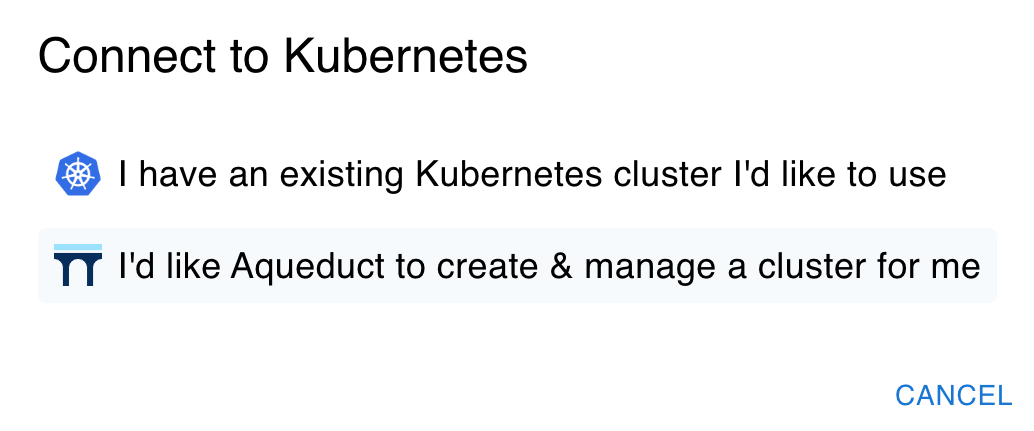 Connect to Kubernetes
I have an existing Kubernetes cluster I'd like to use
I'd like Aqueduct to create & manage a cluster for me
CANCEL